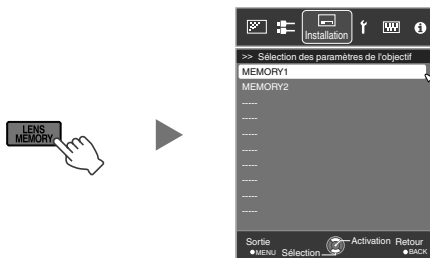 LENS
MEMORY
Installation
>> Sélection des paramètres de l'objectif
MEMORY1
MEMORY2
-----
-----
-----
-----
-----
-----
-----
-----
Sortie
●MENU
Sélection
Activation
Retour
●BACK